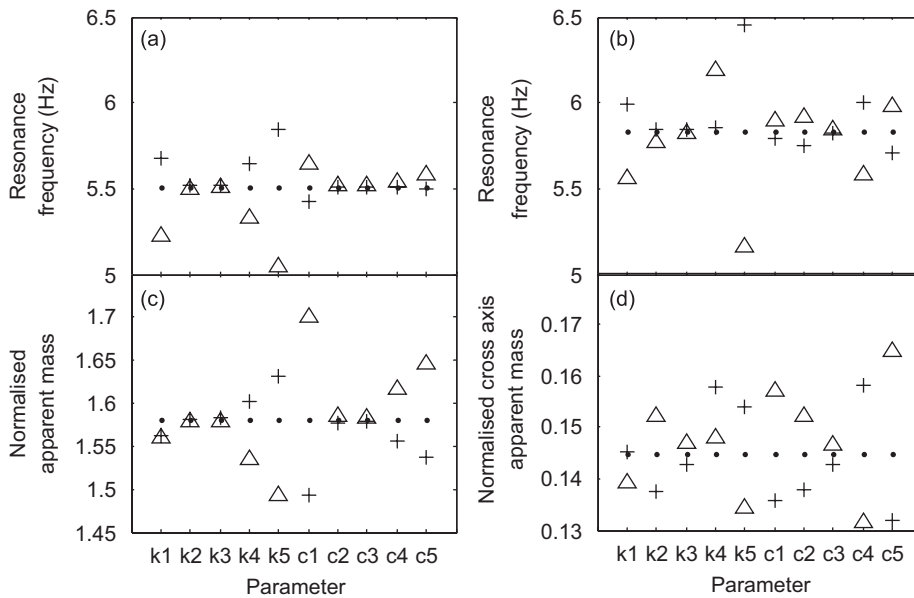 (a)
6.5
6
5.5
5
Resonance
frequency (Hz)
(b)
6.5
6
5.5
5
Resonance
frequency (Hz)
(c)
1.7
1.65
1.6
1.55
1.5
1.45
Normalised
apparent mass
k1 k2 k3 k4 k5 c1 c2 c3 c4 c5
Parameter
(d)
0.17
0.16
0.15
0.14
0.13
Normalised cross axis
apparent mass
k1 k2 k3 k4 k5 c1 c2 c3 c4 c5
Parameter